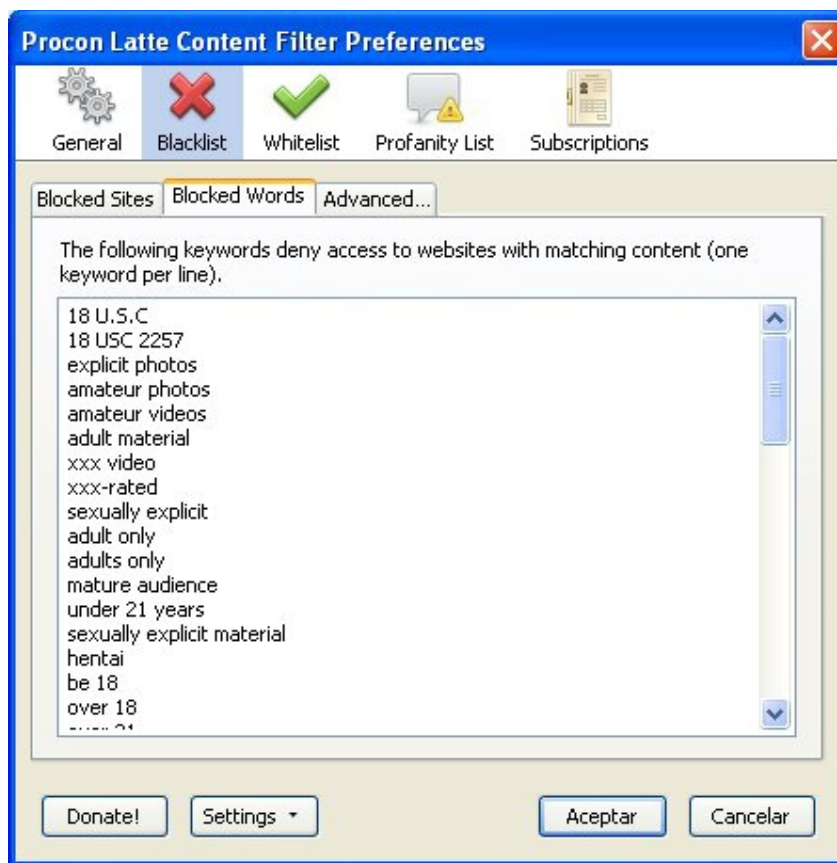 Procon Latte Content Filter Preferences
General Blacklist Whitelist Profanity List Subscriptions
Blocked Sites Blocked Words Advanced...
The following keywords deny access to websites with matching content (one
keyword per line).
18 U.S.C
18 USC 2257
explicit photos
amateur photos
amateur videos
adult material
xxx video
xxx-rated
sexually explicit
adult only
adults only
mature audience
under 21 years
sexually explicit material
hentai
be 18
over 18
Donate! Settings Aceptar Cancelar